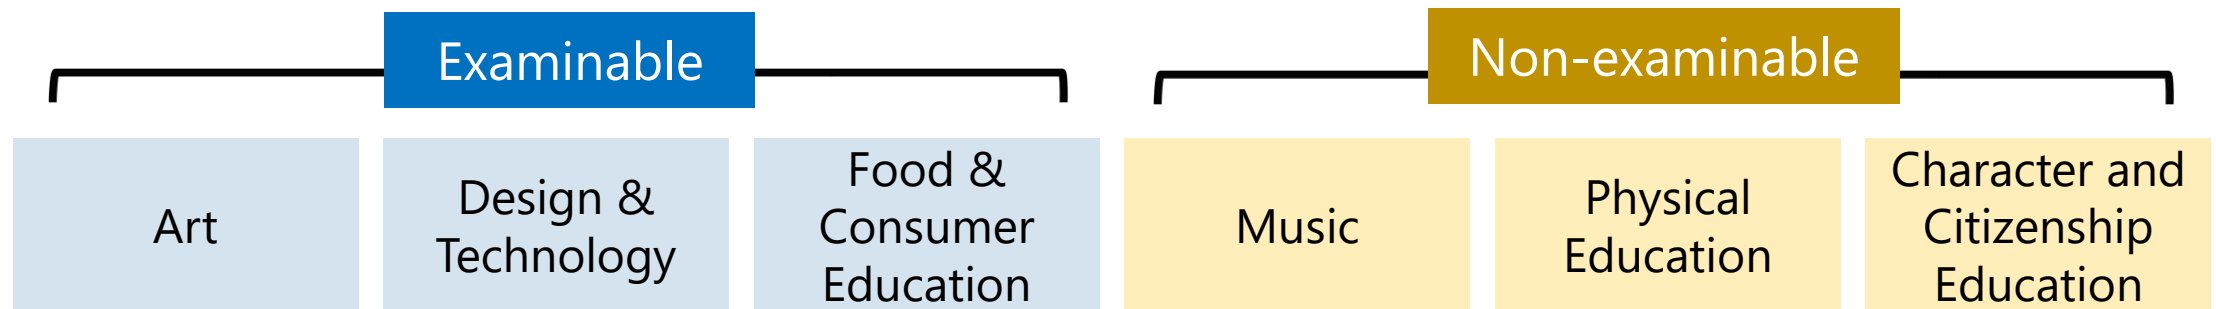 Examinable
Non-examinable
Art
Design &
Technology
Food &
Consumer
Education
Music
Physical
Education
Character and
Citizenship
Education